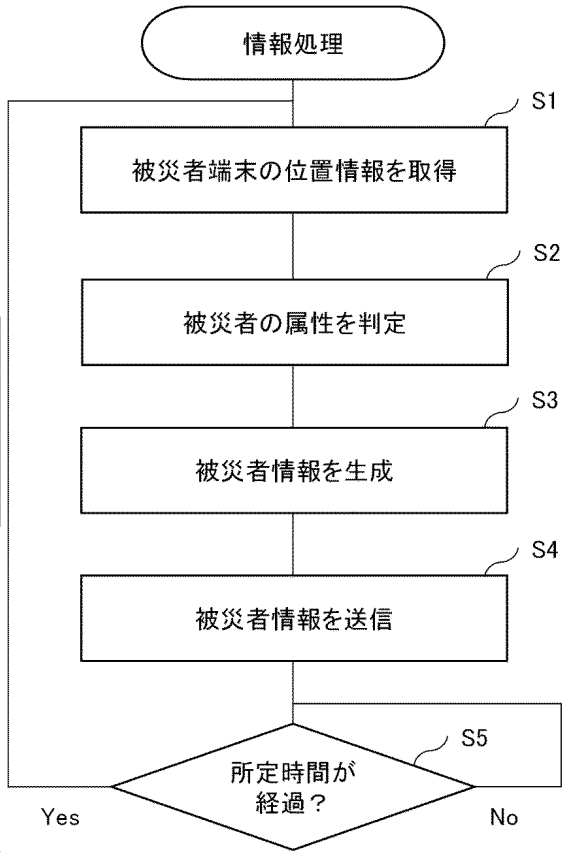 情報処理
S1
被災者端末の位置情報を取得
S2
被災者の属性を判定
S3
被災者情報を生成
S4
被災者情報を送信
S5
所定時間が
経過？
Yes
No